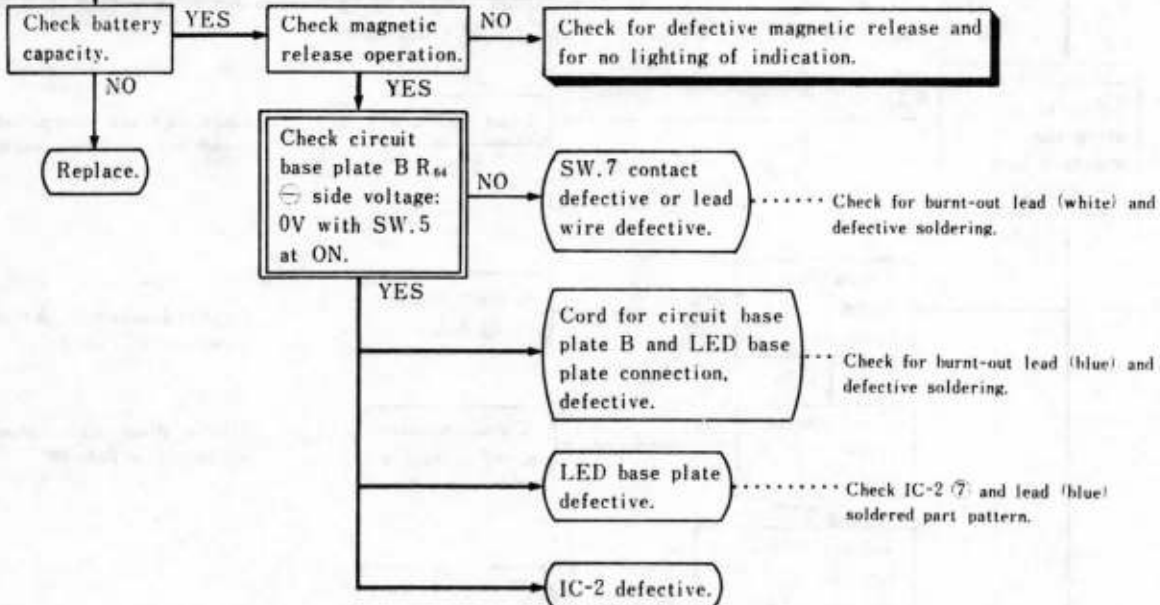 Check battery
capacity.
YES
Check magnetic
release operation.
NO
Check for defective magnetic release and
for no lighting of indication.
NO
Replace.
YES
Check circuit
base plate B R₆₄
⊖ side voltage:
0V with SW.5
at ON.
NO
SW.7 contact
defective or lead
wire defective.
Check for burnt-out lead (white) and
defective soldering.
YES
Cord for circuit base
plate B and LED base
plate connection,
defective.
Check for burnt-out lead (blue) and
defective soldering.
LED base plate
defective.
Check IC-2 ⑦ and lead (blue)
soldered part pattern.
IC-2 defective.